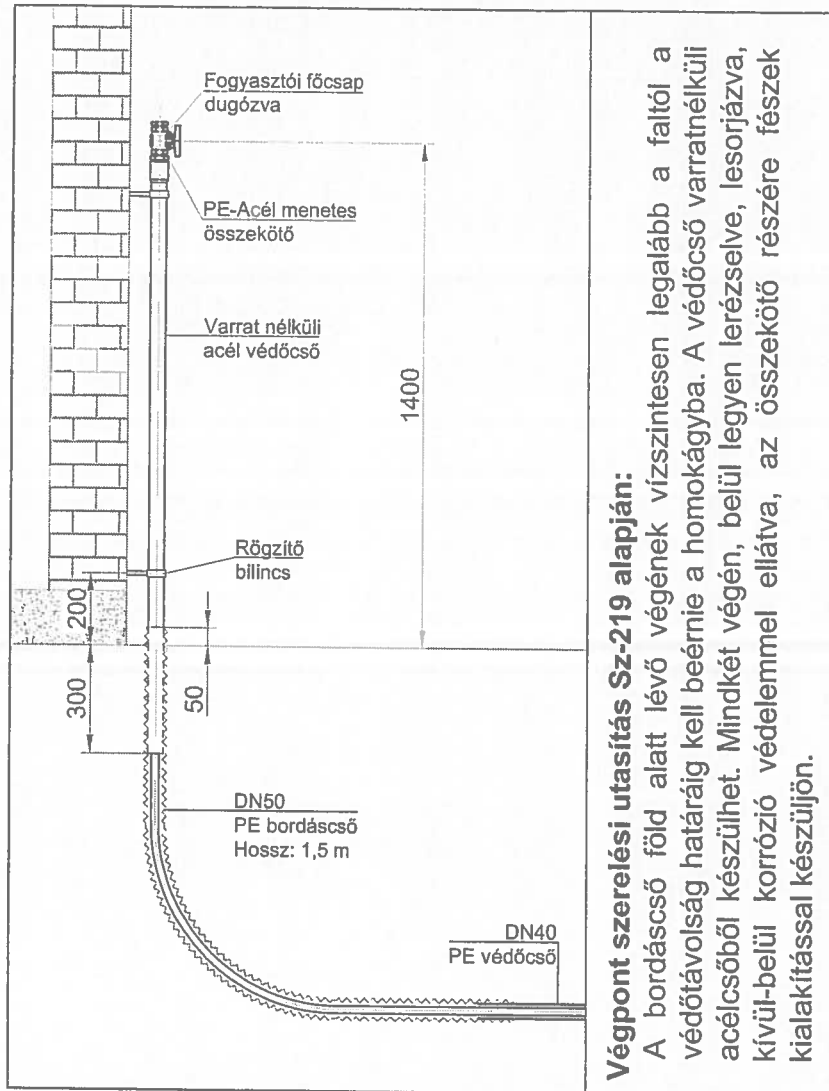 Fogyasztói főcsap
dugózva
PE-Acél menetes
összekötő
Varrat nélküli
acél védőcső
1400
Rögzítő
bilincs
200
300
50
DN50
PE bordáscső
Hossz: 1,5 m
DN40
PE védőcső
Végpont szerelési utasítás Sz-219 alapján:
A bordáscső föld alatt lévő végének vízszintesen legalább a faltól a
védőtávolság határáig kell beérnie a homokágyba. A védőcső varratnélküli
acélcsőből készülhet. Mindkét végén, belül legyen lerézselve, lesorjázva,
kívül-belül korrózió védelemmel ellátva, az összekötő részére fészek
kialakítással készüljön.